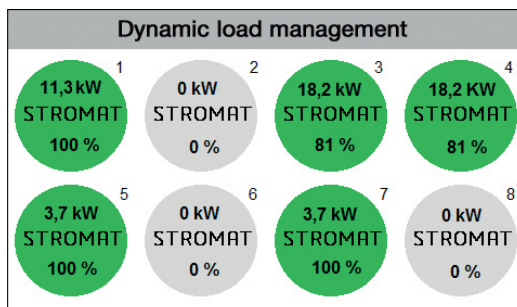 Dynamic load management
1
11,3 kW
STROMAT
100 %
2
0 kW
STROMAT
0 %
3
18,2 kW
STROMAT
81 %
4
18,2 KW
STROMAT
81 %
5
3,7 kW
STROMAT
100 %
6
0 kW
STROMAT
0 %
7
3,7 kW
STROMAT
100 %
8
0 kW
STROMAT
0 %